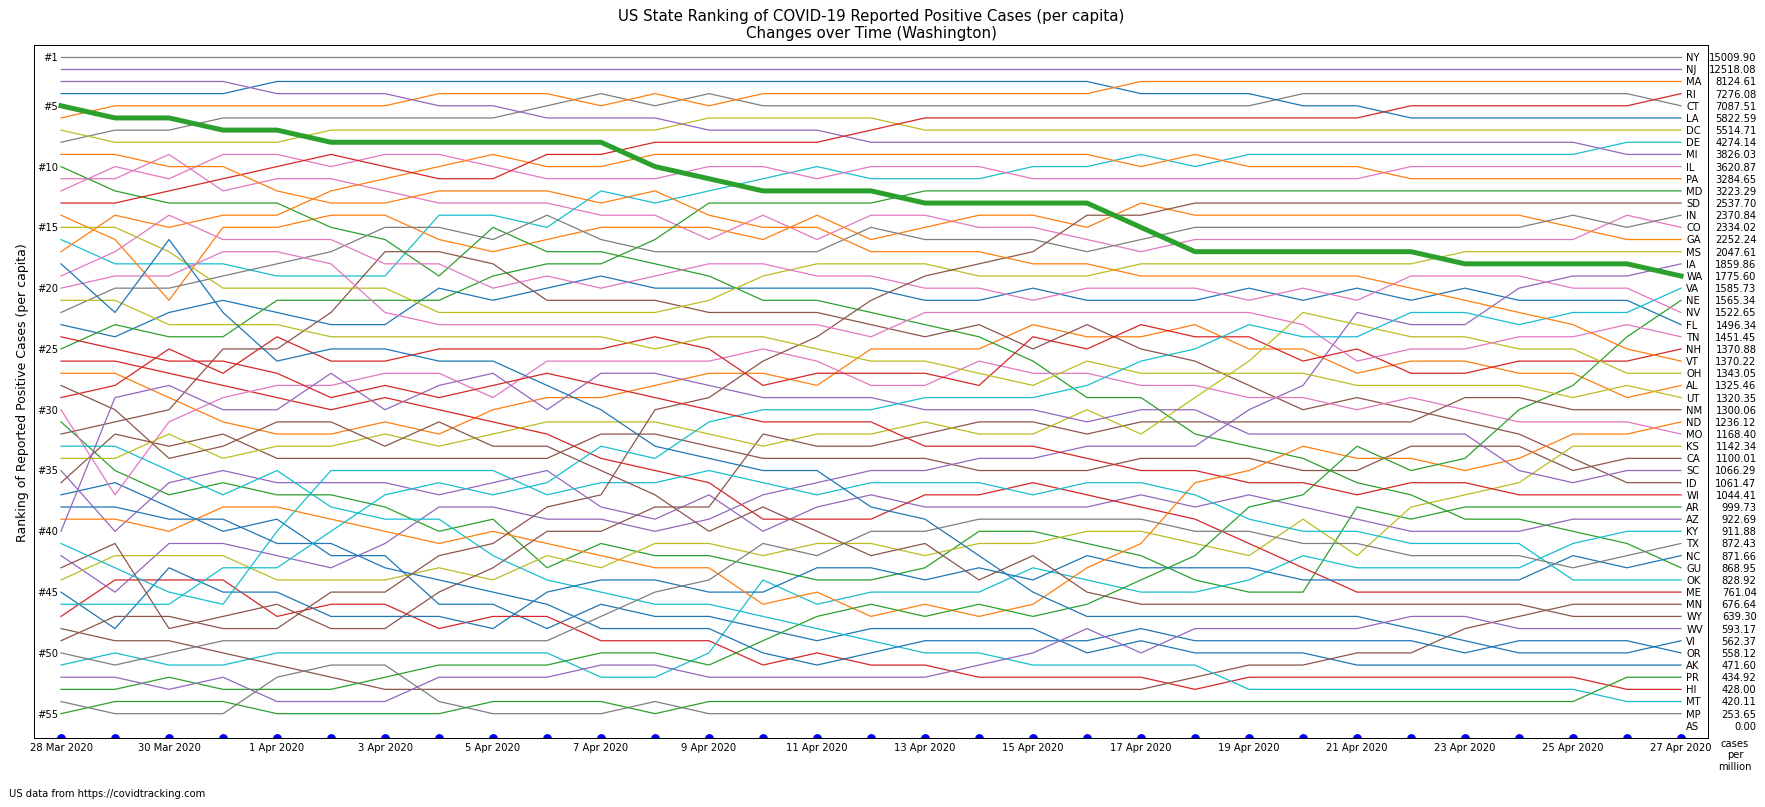 US State Ranking of COVID-19 Reported Positive Cases (per capita)
Changes over Time (Washington)
Ranking of Reported Positive Cases (per capita)
#1
#5
#10
#15
#20
#25
#30
#35
#40
#45
#50
#55
NY 15009.90
NJ 12518.08
MA 8124.61
RI 7276.08
CT 7087.51
LA 5822.59
DC 5514.71
DE 4274.14
MI 3826.03
IL 3620.87
PA 3284.65
MD 3223.29
SD 2537.70
IN 2370.84
CO 2334.02
GA 2252.24
MS 2047.61
IA 1859.86
WA 1775.60
VA 1585.73
NE 1565.34
NV 1522.65
FL 1496.34
TN 1451.45
NH 1370.88
VT 1370.22
OH 1343.05
AL 1325.46
UT 1320.35
NM 1300.06
ND 1236.12
MO 1168.40
KS 1142.34
CA 1100.01
SC 1066.29
ID 1061.47
WI 1044.41
AR 999.73
AZ 922.69
KY 911.88
TX 872.43
NC 871.66
GU 868.95
OK 828.92
ME 761.04
MN 676.64
WY 639.30
WV 593.17
VI 562.37
OR 558.12
AK 471.60
PR 434.92
HI 428.00
MT 420.11
MP 253.65
AS 0.00
28 Mar 2020 30 Mar 2020 1 Apr 2020 3 Apr 2020 5 Apr 2020 7 Apr 2020 9 Apr 2020 11 Apr 2020 13 Apr 2020 15 Apr 2020 17 Apr 2020 19 Apr 2020 21 Apr 2020 23 Apr 2020 25 Apr 2020 27 Apr 2020
cases
per
million
US data from https://covidtracking.com